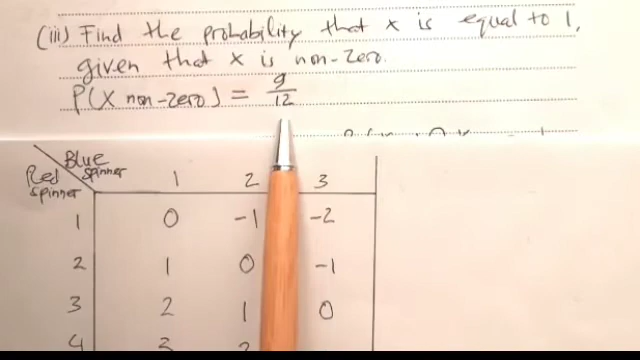 (iii) Find the probability that x is equal to 1,
given that x is non-zero.
P(X non-zero) = 9/12
Blue spinner
Red spinner
1 2 3
1 0 -1 -2
2 1 0 -1
3 2 1 0
4 3 2